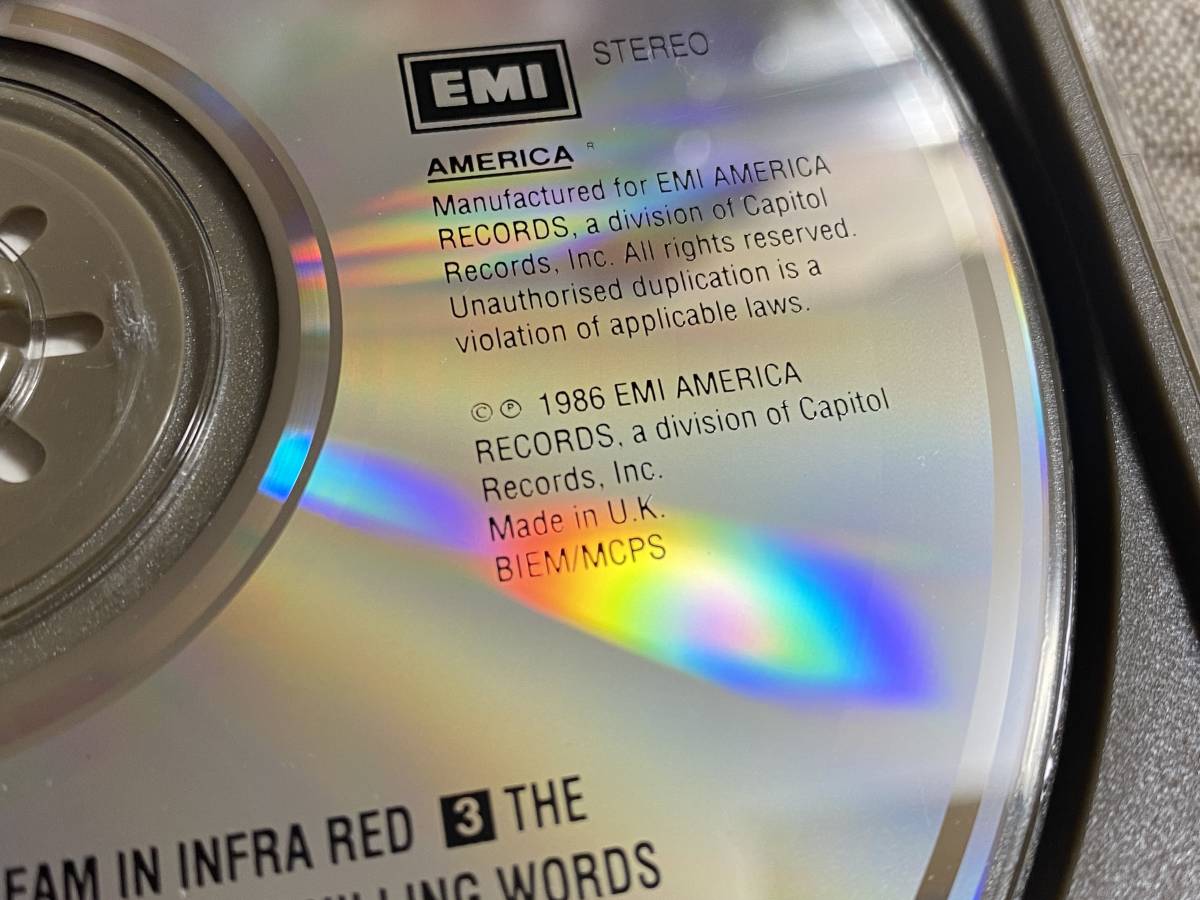 EMI STEREO
AMERICA ®
Manufactured for EMI AMERICA
RECORDS, a division of Capitol
Records, Inc. All rights reserved.
Unauthorised duplication is a
violation of applicable laws.
© ℗ 1986 EMI AMERICA
RECORDS, a division of Capitol
Records, Inc.
Made in U.K.
BIEM/MCPS
EAM IN INFRA RED 3 THE
WORDS